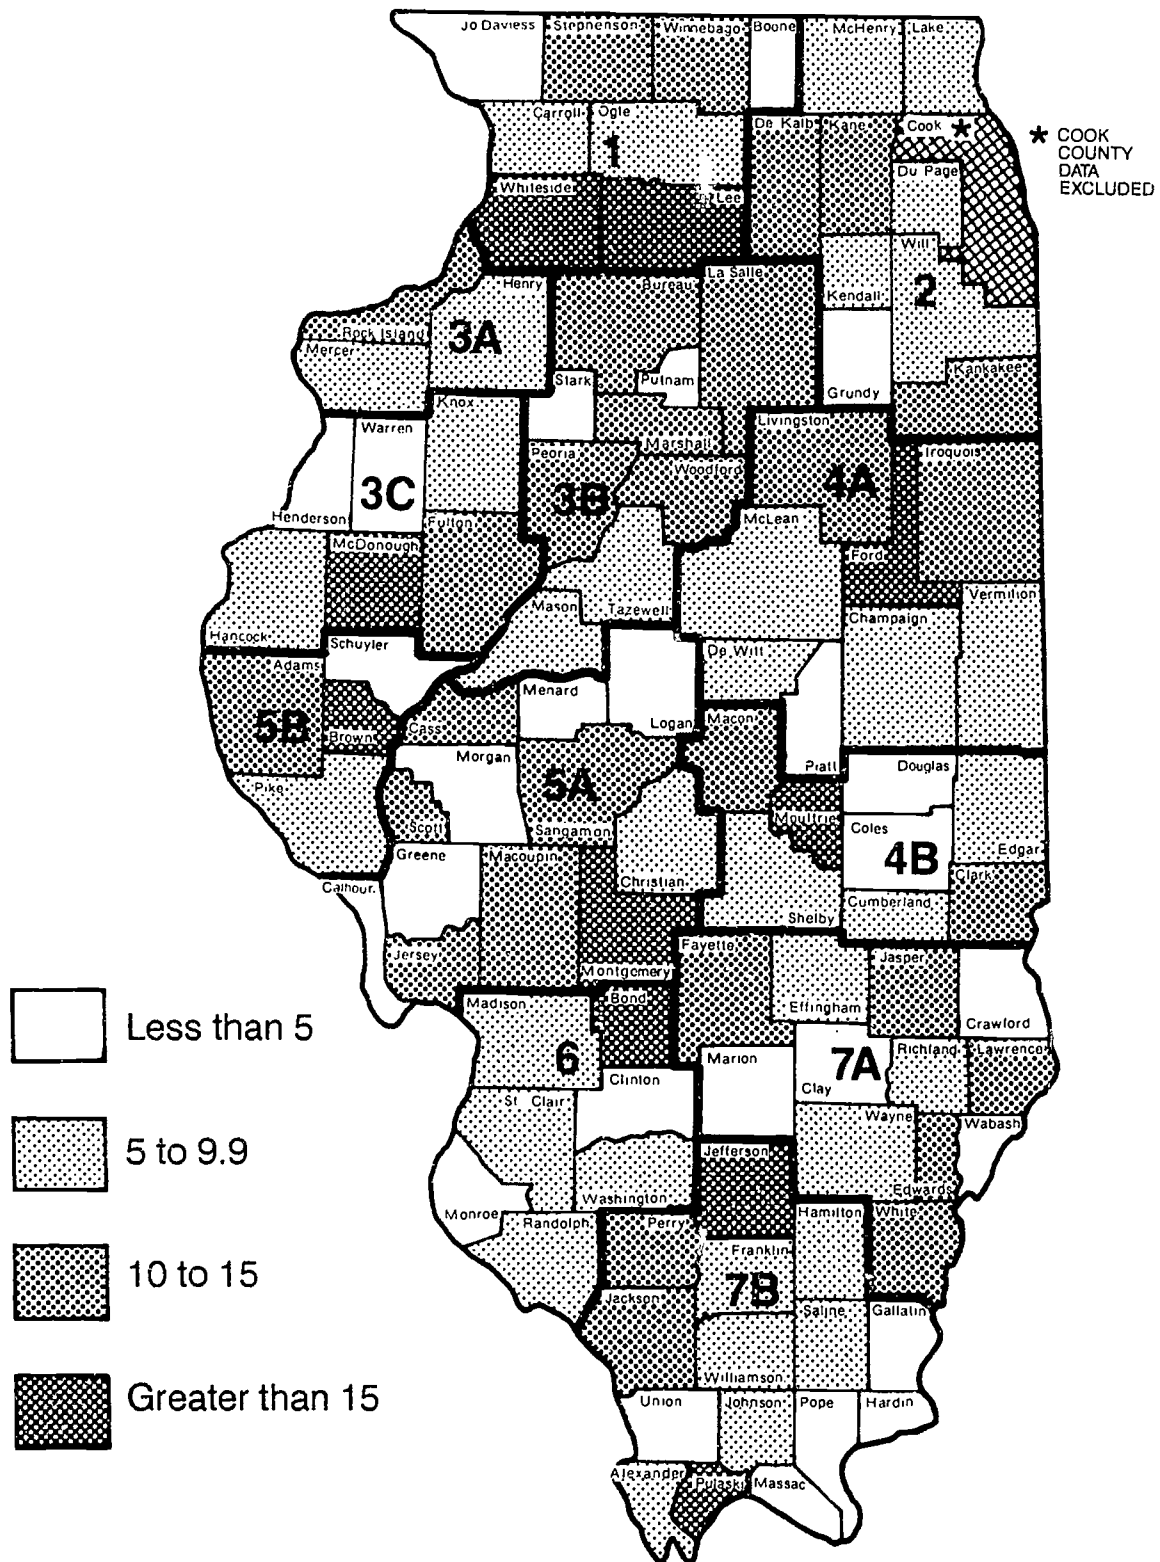 Jo Daviess
Stephenson
Winnebago
Boone
McHenry
Lake
Carroll
Ogle
De Kalb
Kane
Cook ★
★ COOK
COUNTY
DATA
EXCLUDED
1
Du Page
Whiteside
Lee
Will
La Salle
Henry
Bureau
Kendall
2
Rock Island
3A
Mercer
Kankakee
Stark
Putnam
Grundy
Knox
Livingston
Warren
Marshall
Peoria
Iroquois
Woodford
3C
3B
4A
Henderson
Fulton
McLean
McDonough
Ford
Vermilion
Mason
Tazewell
Champaign
Hancock
Schuyler
De Witt
Adams
Menard
Logan
Macon
5B
Brown
Cass
Morgan
Piatt
Douglas
Pike
5A
Moultrie
Scott
Sangamon
Coles
4B
Edgar
Greene
Macoupin
Christian
Clark
Calhour.
Cumberland
Shelby
Jersey
Fayette
Jasper
Montgomery
Madison
Bond
Effingham
Crawford
Less than 5
6
Marion
7A
Richland
Lawrence
Clinton
Clay
St. Clair
Wayne
Wabash
5 to 9.9
Jefferson
Edwards
Washington
Monroe
Randolph
Perry
Hamilton
White
Franklin
10 to 15
7B
Jackson
Saline
Gallatin
Williamson
Greater than 15
Union
Johnson
Pope
Hardin
Alexander
Pulaski
Massac